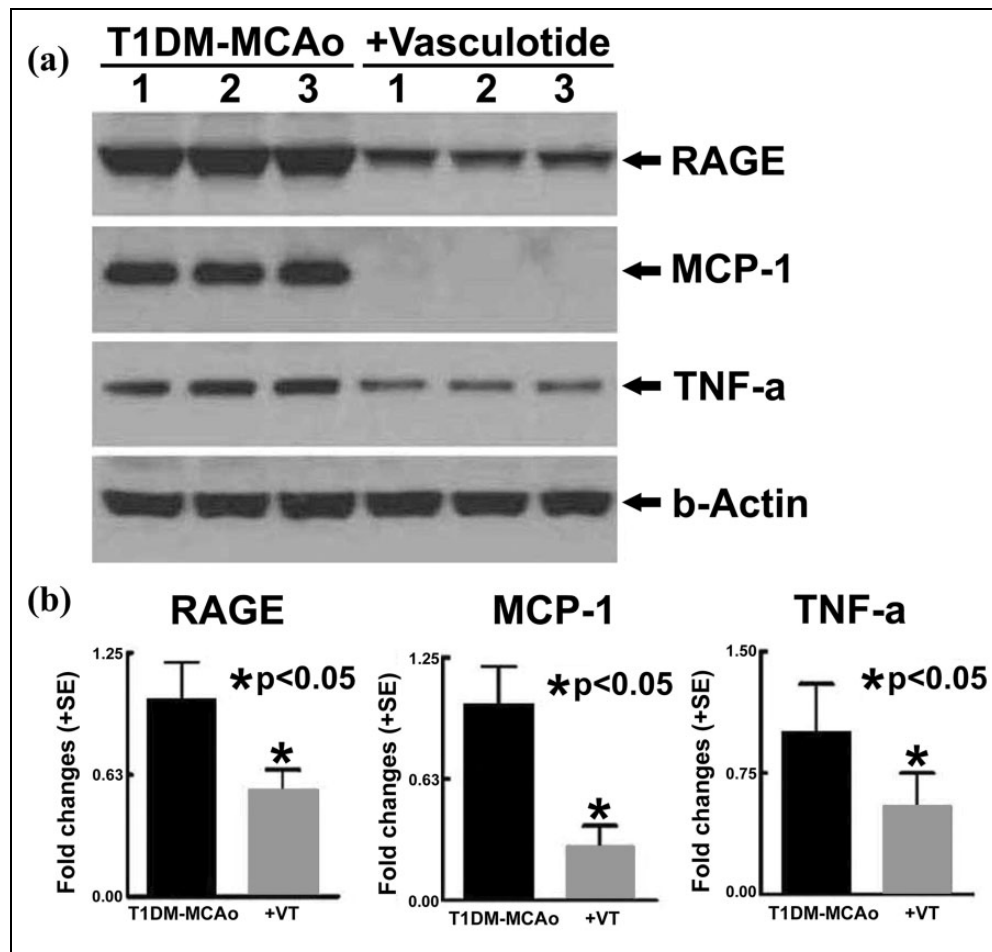 (a)
T1DM-MCAo +Vasculotide
1 2 3 1 2 3
RAGE
MCP-1
TNF-a
b-Actin
(b)
RAGE
Fold changes (+SE)
1.25
0.63
0.00
*p<0.05
*
T1DM-MCAo +VT
MCP-1
Fold changes (+SE)
1.25
0.63
0.00
*p<0.05
*
T1DM-MCAo +VT
TNF-a
Fold changes (+SE)
1.50
0.75
0.00
*p<0.05
*
T1DM-MCAo +VT